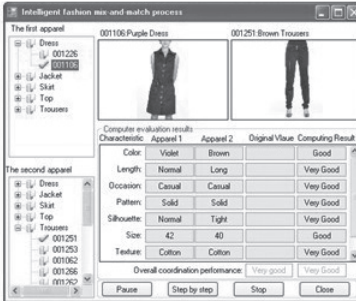 Intelligent fashion mix-and-match process
The first apparel
Dress
001226
001106
Jacket
Skirt
Top
Trousers
001106:Purple Dress
001251:Brown Trousers
Computer evaluation results
Characteristic Apparel 1 Apparel 2 Original Vlaue Computing Result
Color: Violet Brown Good
Length: Normal Long Very Good
Occasion: Casual Casual Very Good
Pattern: Solid Solid Very Good
Silhouette: Normal Tight Very Good
Size: 42 40 Good
Texture: Cotton Cotton Very Good
Overall coordination performance: Very good Very Good
The second apparel
Dress
Jacket
Skirt
Top
Trousers
001251
001253
001062
001266
001262
Pause Step by step Stop Close